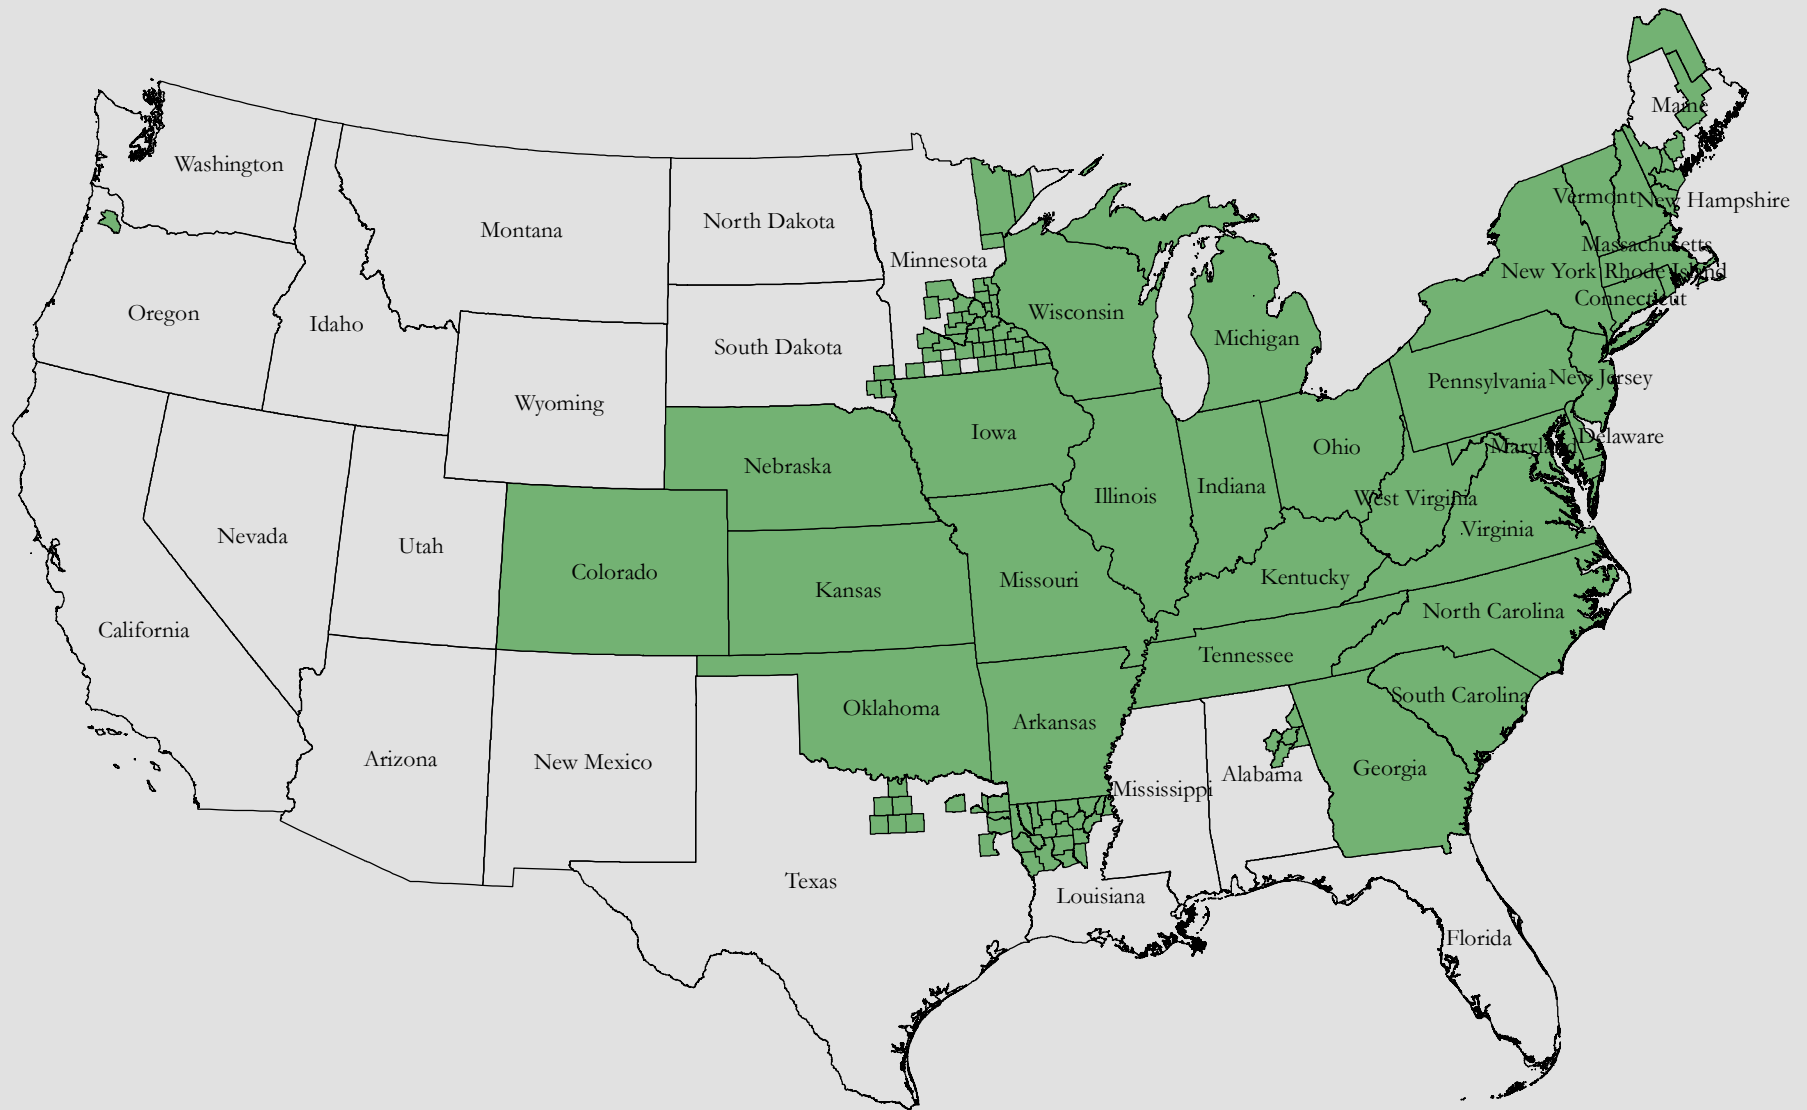 Maine
Washington
Vermont
New Hampshire
North Dakota
Montana
Massachusetts
Minnesota
New York
Rhode Island
Connecticut
Oregon
Wisconsin
Idaho
Michigan
South Dakota
Pennsylvania
New Jersey
Wyoming
Iowa
Delaware
Maryland
Ohio
Nebraska
Indiana
Illinois
West Virginia
Virginia
Nevada
Utah
Colorado
Kentucky
Missouri
Kansas
North Carolina
California
Tennessee
South Carolina
Oklahoma
Arkansas
Arizona
New Mexico
Georgia
Alabama
Mississippi
Texas
Louisiana
Florida